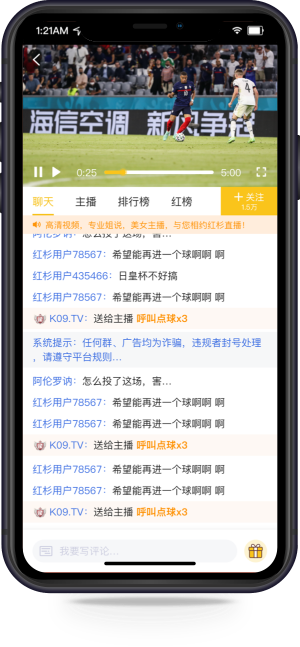 1:21AM
4
海信空调
0:25
5:00
聊天 主播 排行榜 红榜 + 关注
1.5万
高清视频，专业姐说，美女主播，与您相约红杉直播！
阿伦罗讷：怎么投了这场，害...
红杉用户78567：希望能再进一个球啊啊 啊
红杉用户435466：日皇杯不好搞
红杉用户78567：希望能再进一个球啊啊 啊
K09.TV：送给主播 呼叫点球x3
系统提示：任何群、广告均为诈骗，违规者封号处理
，请遵守平台规则...
阿伦罗讷：怎么投了这场，害...
红杉用户78567：希望能再进一个球啊啊 啊
红杉用户78567：希望能再进一个球啊啊 啊
K09.TV：送给主播 呼叫点球x3
红杉用户78567：希望能再进一个球啊啊 啊
红杉用户78567：希望能再进一个球啊啊 啊
K09.TV：送给主播 呼叫点球x3
我要写评论...